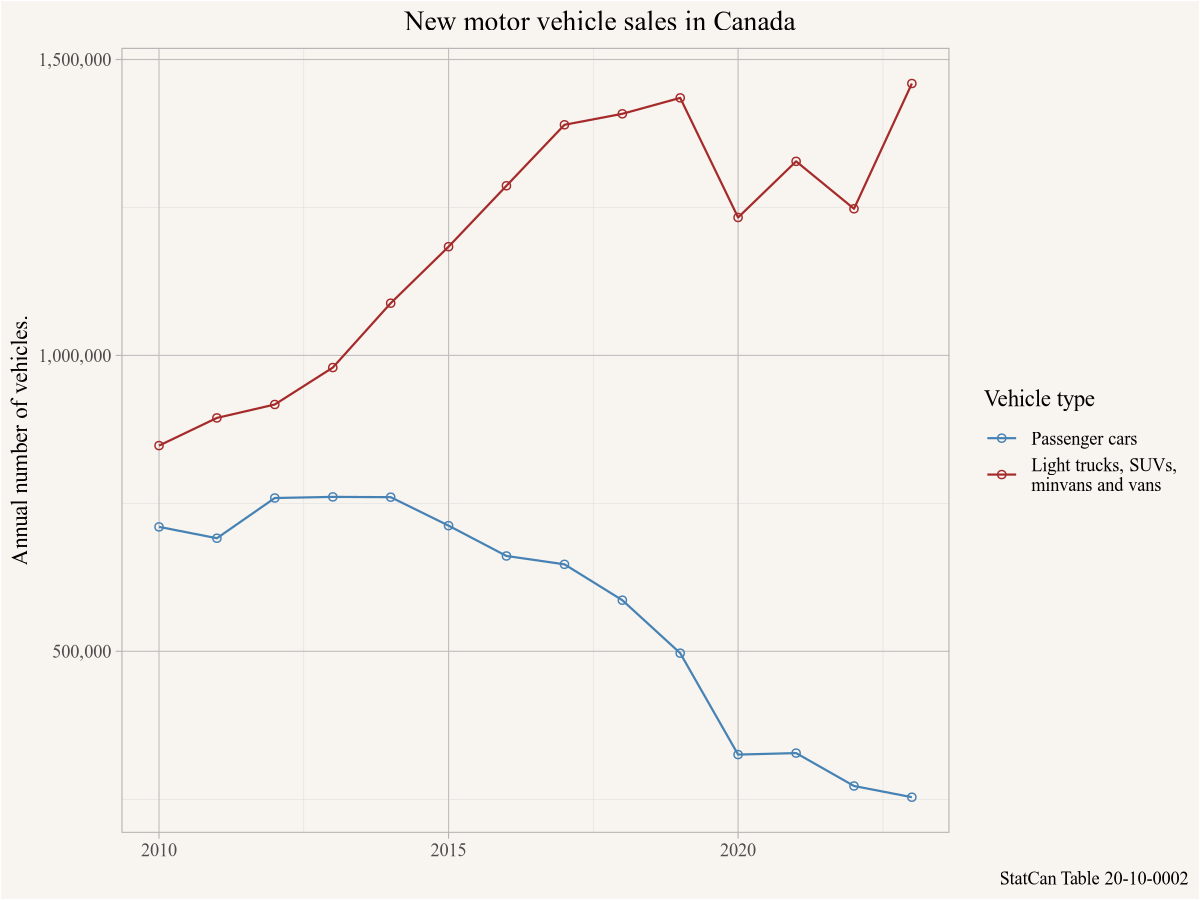 New motor vehicle sales in Canada
1,500,000
1,000,000
500,000
Annual number of vehicles.
2010
2015
2020
Vehicle type
Passenger cars
Light trucks, SUVs,
minvans and vans
StatCan Table 20-10-0002